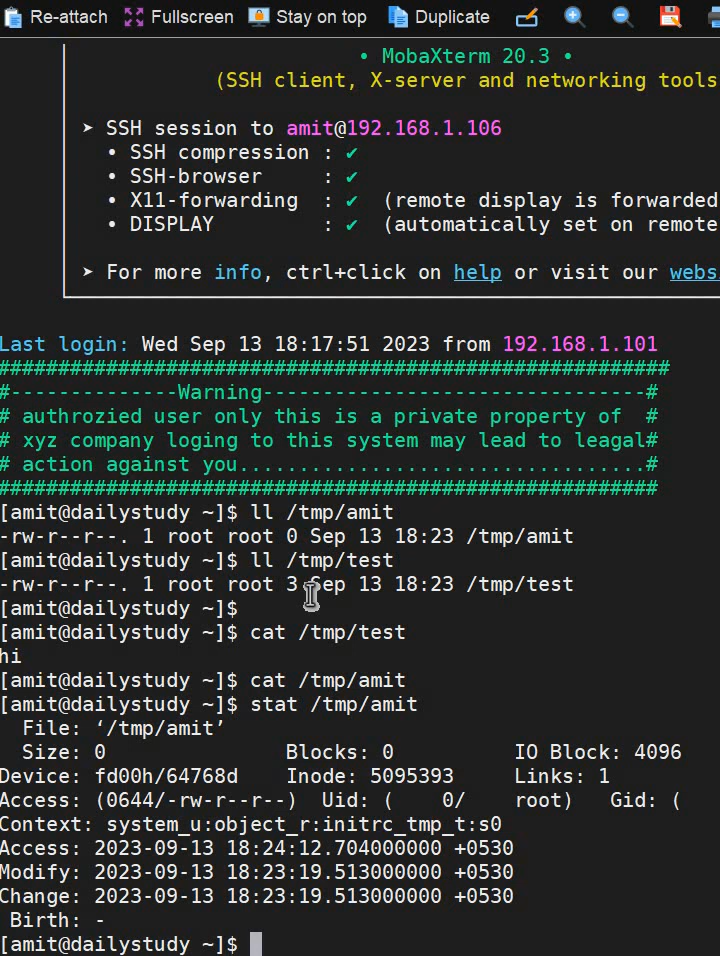 Re-attach Fullscreen Stay on top Duplicate
• MobaXterm 20.3 •
(SSH client, X-server and networking tools
➤ SSH session to amit@192.168.1.106
• SSH compression : ✔
• SSH-browser : ✔
• X11-forwarding : ✔ (remote display is forwarded
• DISPLAY : ✔ (automatically set on remote
➤ For more info, ctrl+click on help or visit our webs
Last login: Wed Sep 13 18:17:51 2023 from 192.168.1.101
########################################################
#--------------Warning--------------------------------#
# authrozied user only this is a private property of  #
# xyz company loging to this system may lead to leagal#
# action against you..................................#
#######################################################
[amit@dailystudy ~]$ ll /tmp/amit
-rw-r--r--. 1 root root 0 Sep 13 18:23 /tmp/amit
[amit@dailystudy ~]$ ll /tmp/test
-rw-r--r--. 1 root root 3 Sep 13 18:23 /tmp/test
[amit@dailystudy ~]$
[amit@dailystudy ~]$ cat /tmp/test
hi
[amit@dailystudy ~]$ cat /tmp/amit
[amit@dailystudy ~]$ stat /tmp/amit
File: ‘/tmp/amit’
Size: 0 Blocks: 0 IO Block: 4096
Device: fd00h/64768d Inode: 5095393 Links: 1
Access: (0644/-rw-r--r--) Uid: ( 0/ root) Gid: (
Context: system_u:object_r:initrc_tmp_t:s0
Access: 2023-09-13 18:24:12.704000000 +0530
Modify: 2023-09-13 18:23:19.513000000 +0530
Change: 2023-09-13 18:23:19.513000000 +0530
Birth: -
[amit@dailystudy ~]$